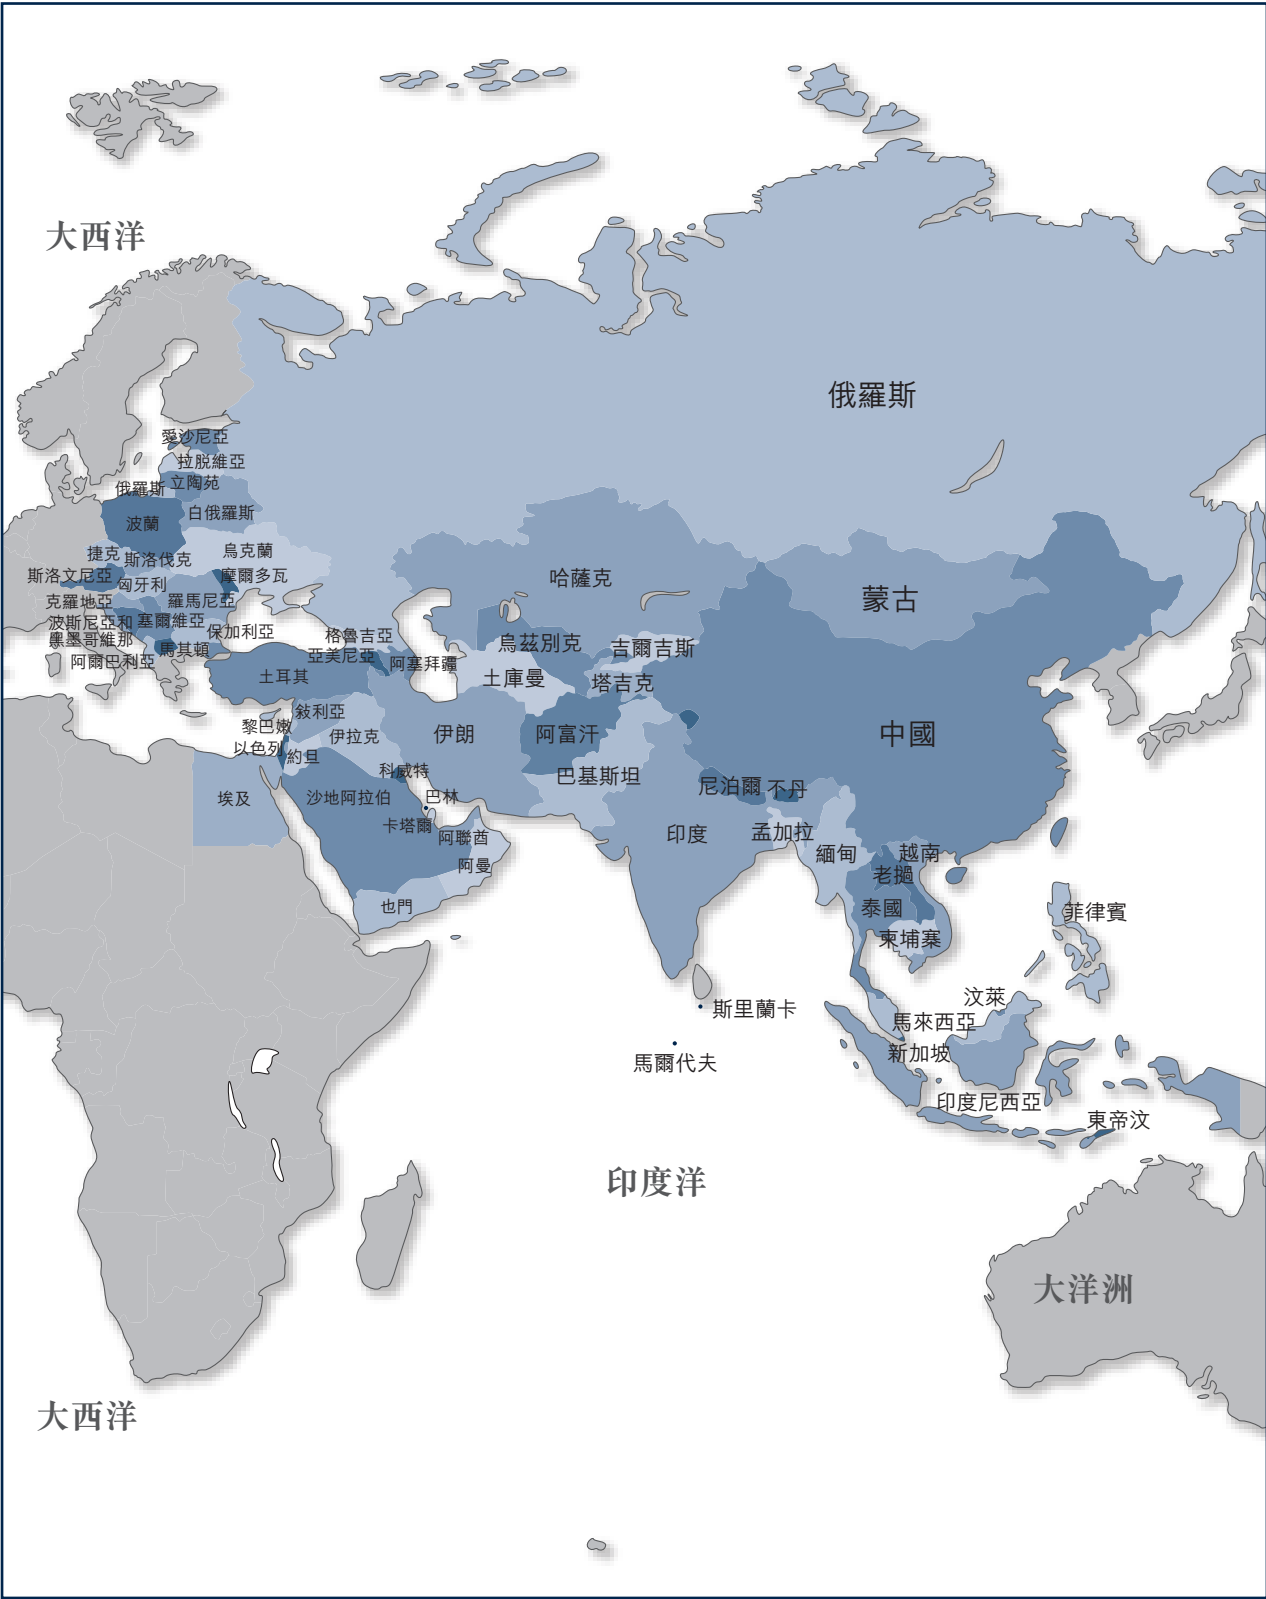 大西洋
俄羅斯
愛沙尼亞
拉脫維亞
立陶苑
俄羅斯
白俄羅斯
波蘭
捷克
斯洛伐克
烏克蘭
斯洛文尼亞
匈牙利
摩爾多瓦
克羅地亞
羅馬尼亞
波斯尼亞和
黑墨哥維那
塞爾維亞
保加利亞
馬其頓
阿爾巴利亞
格魯吉亞
亞美尼亞
阿塞拜疆
土耳其
哈薩克
蒙古
烏茲別克
吉爾吉斯
土庫曼
塔吉克
中國
敍利亞
黎巴嫩
伊拉克
以色列
約旦
伊朗
阿富汗
科威特
巴基斯坦
埃及
沙地阿拉伯
巴林
卡塔爾
阿聯酋
阿曼
也門
尼泊爾
不丹
印度
孟加拉
緬甸
越南
老撾
泰國
柬埔寨
菲律賓
斯里蘭卡
馬爾代夫
汶萊
馬來西亞
新加坡
印度尼西亞
東帝汶
印度洋
大洋洲
大西洋